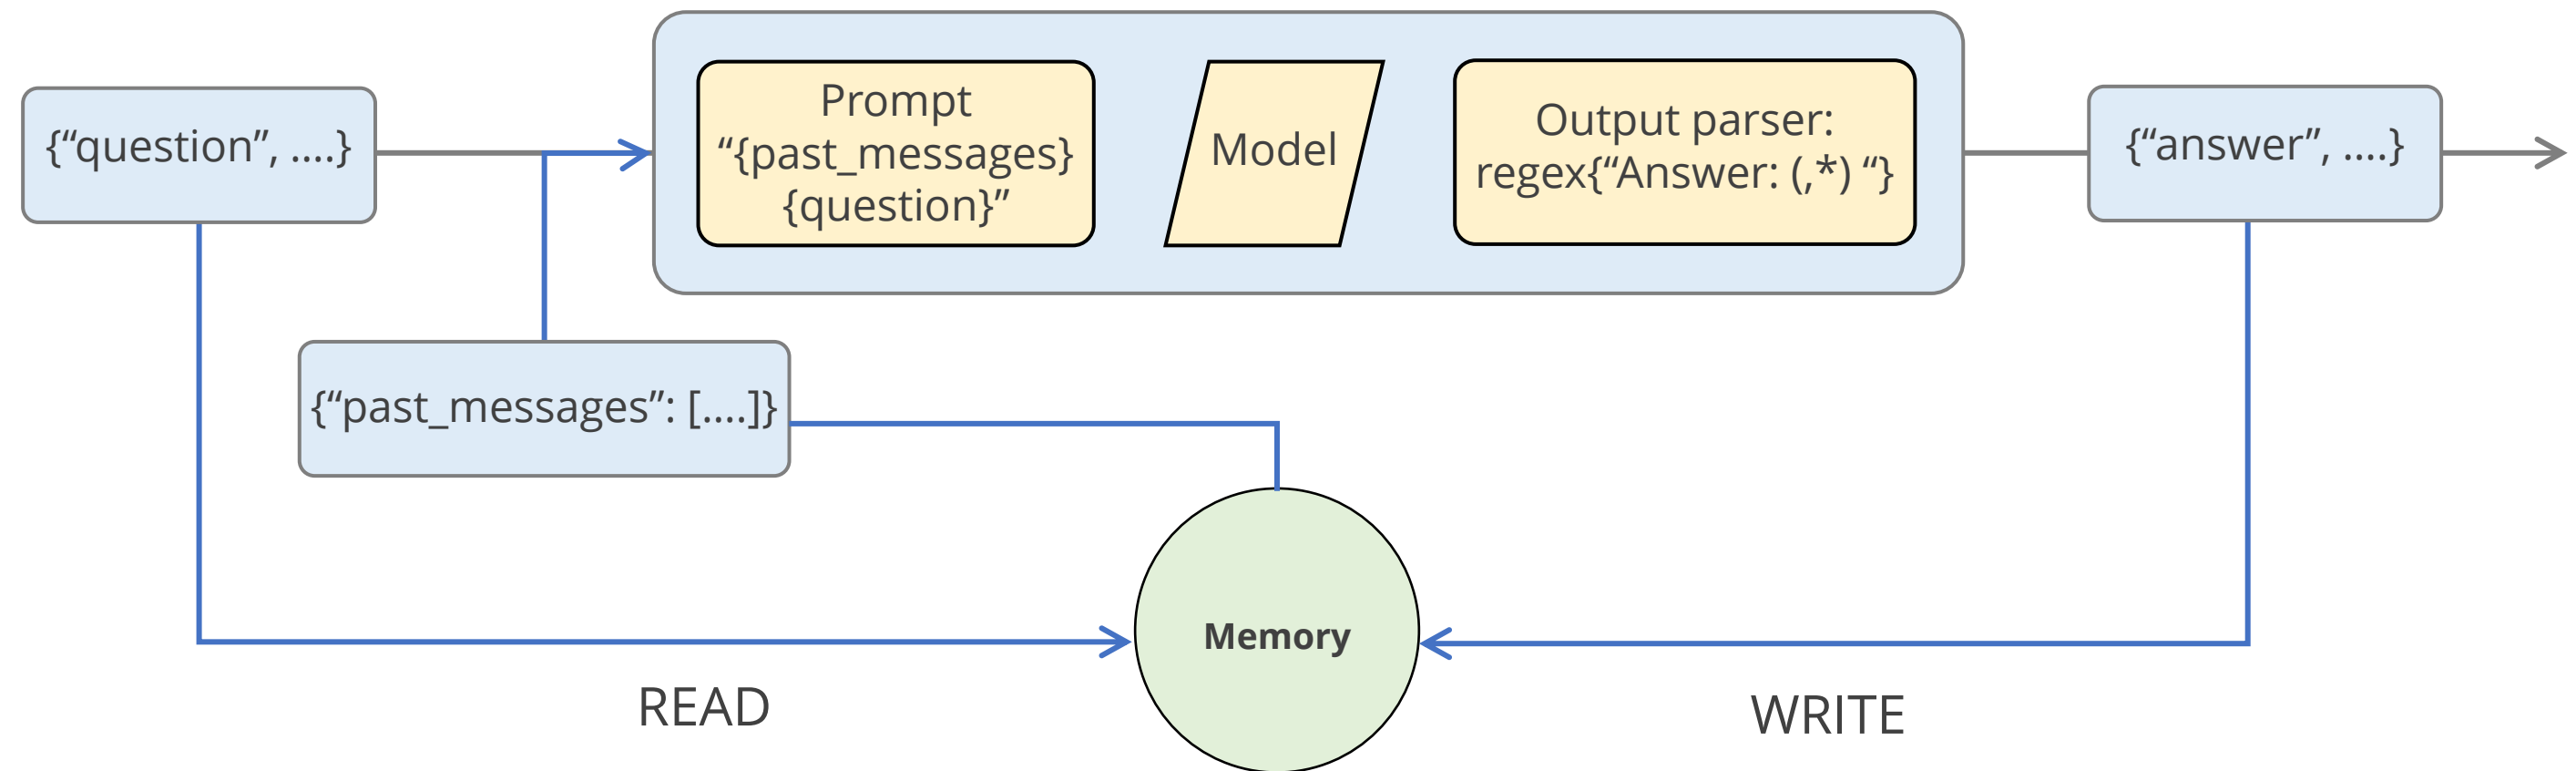 {“question”, ....}
Prompt
“{past_messages}
{question}”
Model
Output parser:
regex{“Answer: (,*) “}
{“answer”, ....}
{“past_messages”: [....]}
Memory
READ
WRITE